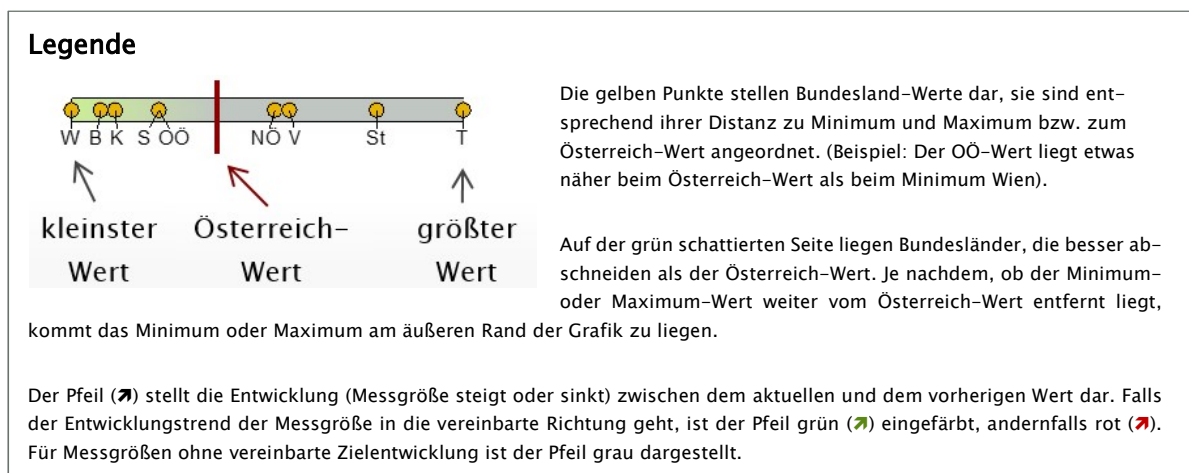 Legende
W B K S OÖ NÖ V St T
kleinster Wert
Österreich-Wert
größter Wert
Die gelben Punkte stellen Bundesland-Werte dar, sie sind ent-
sprechend ihrer Distanz zu Minimum und Maximum bzw. zum
Österreich-Wert angeordnet. (Beispiel: Der OÖ-Wert liegt etwas
näher beim Österreich-Wert als beim Minimum Wien).
Auf der grün schattierten Seite liegen Bundesländer, die besser ab-
schneiden als der Österreich-Wert. Je nachdem, ob der Minimum-
oder Maximum-Wert weiter vom Österreich-Wert entfernt liegt,
kommt das Minimum oder Maximum am äußeren Rand der Grafik zu liegen.
Der Pfeil (↗) stellt die Entwicklung (Messgröße steigt oder sinkt) zwischen dem aktuellen und dem vorherigen Wert dar. Falls
der Entwicklungstrend der Messgröße in die vereinbarte Richtung geht, ist der Pfeil grün (↗) eingefärbt, andernfalls rot (↗).
Für Messgrößen ohne vereinbarte Zielentwicklung ist der Pfeil grau dargestellt.